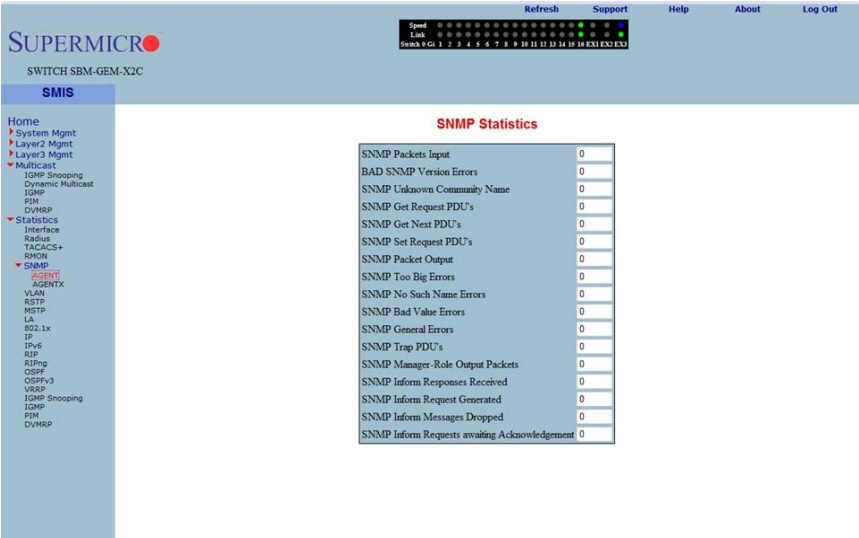 Refresh Support Help About Log Out
Speed
Link
Switch 0 Gi 1 2 3 4 5 6 7 8 9 10 11 12 13 14 15 16 EX1 EX2 EX3
SUPERMICRO
SWITCH SBM-GEM-X2C
SMIS
Home
System Mgmt
Layer2 Mgmt
Layer3 Mgmt
Multicast
IGMP Snooping
Dynamic Multicast
IGMP
PIM
DVMRP
Statistics
Interface
Radius
TACACS+
RMON
SNMP
AGENT
AGENTX
VLAN
RSTP
MSTP
LA
802.1x
IP
IPv6
RIP
RIPng
OSPF
OSPFv3
VRRP
IGMP Snooping
IGMP
PIM
DVMRP
SNMP Statistics
SNMP Packets Input 0
BAD SNMP Version Errors 0
SNMP Unknown Community Name 0
SNMP Get Request PDU's 0
SNMP Get Next PDU's 0
SNMP Set Request PDU's 0
SNMP Packet Output 0
SNMP Too Big Errors 0
SNMP No Such Name Errors 0
SNMP Bad Value Errors 0
SNMP General Errors 0
SNMP Trap PDU's 0
SNMP Manager-Role Output Packets 0
SNMP Inform Responses Received 0
SNMP Inform Request Generated 0
SNMP Inform Messages Dropped 0
SNMP Inform Requests awaiting Acknowledgement 0